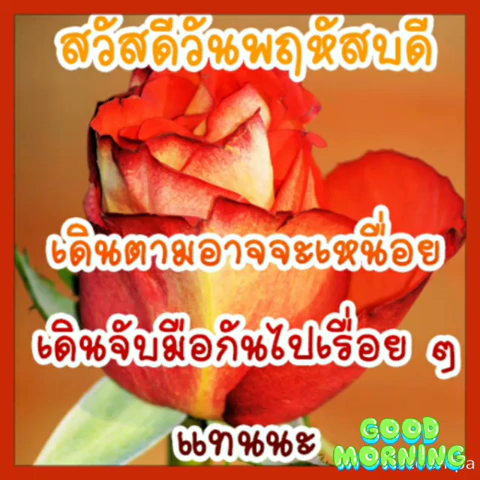 สวัสดีวันพฤหัสบดี
เดินตามอาจจะเหนื่อย
เดินจับมือกันไปเรื่อย ๆ
แทนนะ
GOOD
MORNING